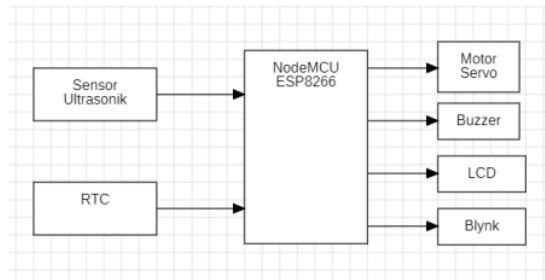 Sensor
Ultrasonik
RTC
NodeMCU
ESP8266
Motor
Servo
Buzzer
LCD
Blynk